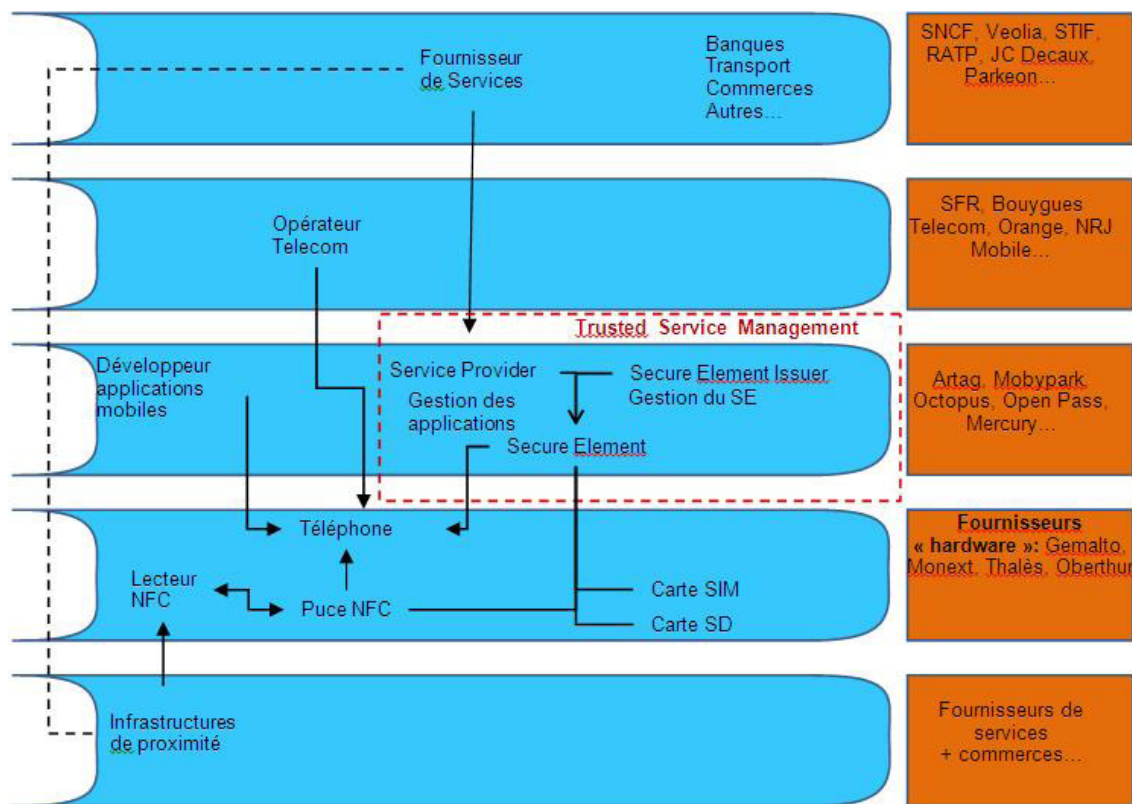 Fournisseur
de Services
Banques
Transport
Commerces
Autres...
SNCF, Veolia, STIF,
RATP, JC Decaux,
Parkeon...
Opérateur
Telecom
SFR, Bouygues
Telecom, Orange, NRJ
Mobile...
Trusted Service Management
Développeur
applications
mobiles
Service Provider
Gestion des
applications
Secure Element Issuer
Gestion du SE
Secure Element
Artag, Mobypark,
Octopus, Open Pass,
Mercury...
Téléphone
Lecteur
NFC
Puce NFC
Carte SIM
Carte SD
Fournisseurs
« hardware »: Gemalto,
Monext, Thalès, Oberthur
Infrastructures
de proximité
Fournisseurs de
services
+ commerces...